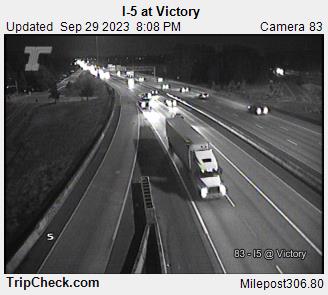 I-5 at Victory
Updated Sep 29 2023 8:08 PM Camera 83
T
S
83 - I5 @ Victory
TripCheck.com Milepost306.80